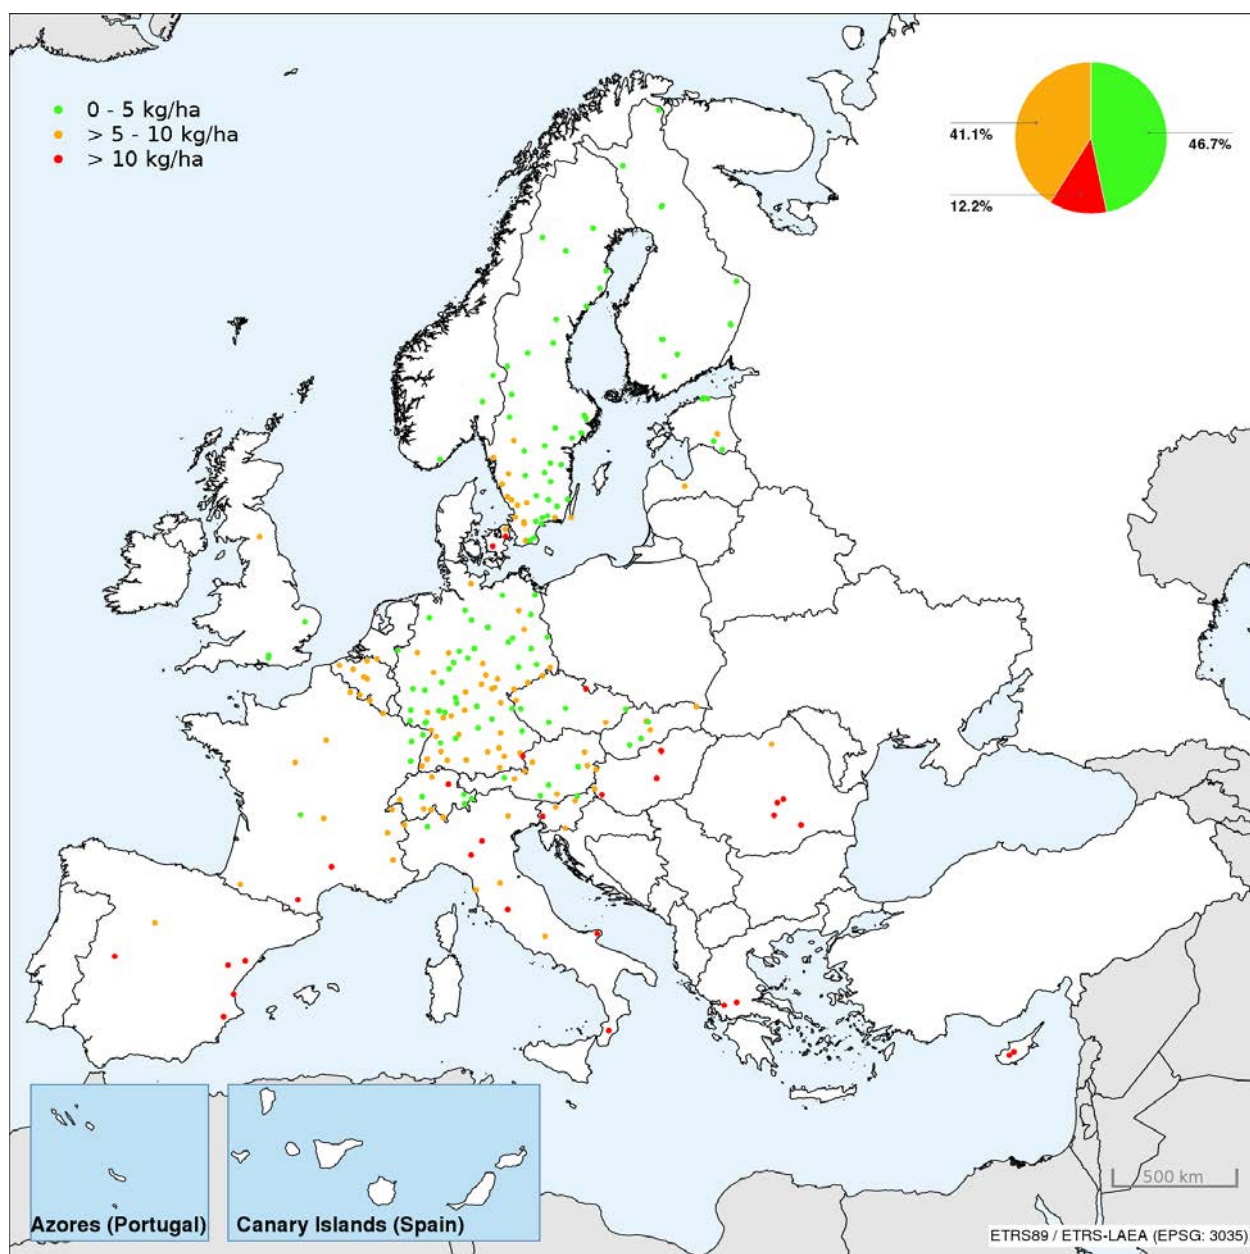 0 - 5 kg/ha
> 5 - 10 kg/ha
> 10 kg/ha
41.1%
46.7%
12.2%
500 km
Azores (Portugal)
Canary Islands (Spain)
ETRS89 / ETRS-LAEA (EPSG: 3035)